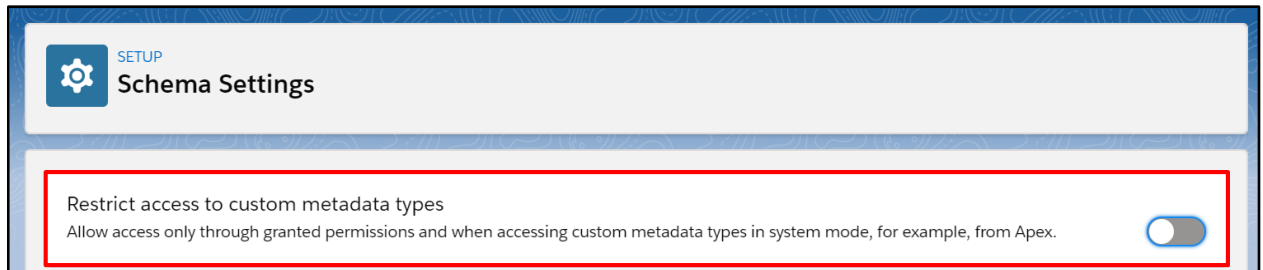 SETUP
Schema Settings
Restrict access to custom metadata types
Allow access only through granted permissions and when accessing custom metadata types in system mode, for example, from Apex.